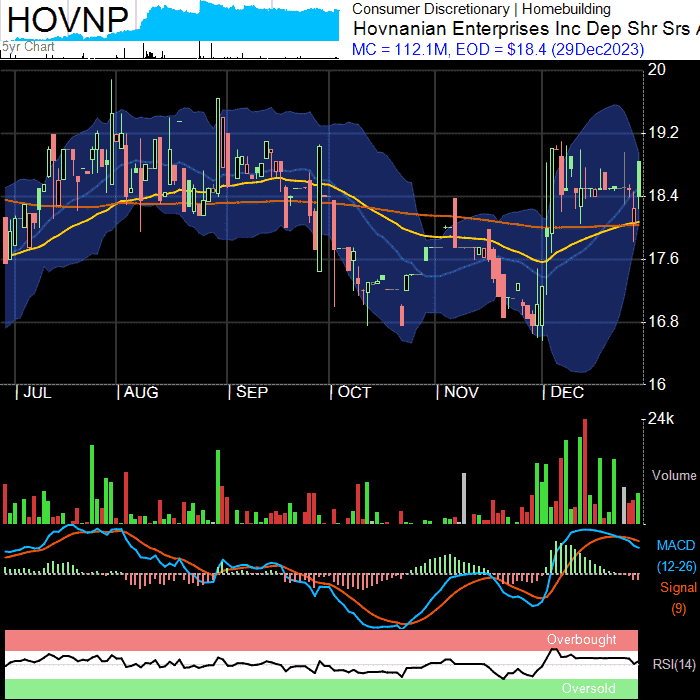 HOVNP
5yr Chart
Consumer Discretionary | Homebuilding
Hovnanian Enterprises Inc Dep Shr Srs A
MC = 112.1M, EOD = $18.4 (29Dec2023)
20
19.2
18.4
17.6
16.8
16
| JUL | AUG | SEP | OCT | NOV | DEC
24k
Volume
MACD
(12-26)
Signal
(9)
Overbought
RSI(14)
Oversold